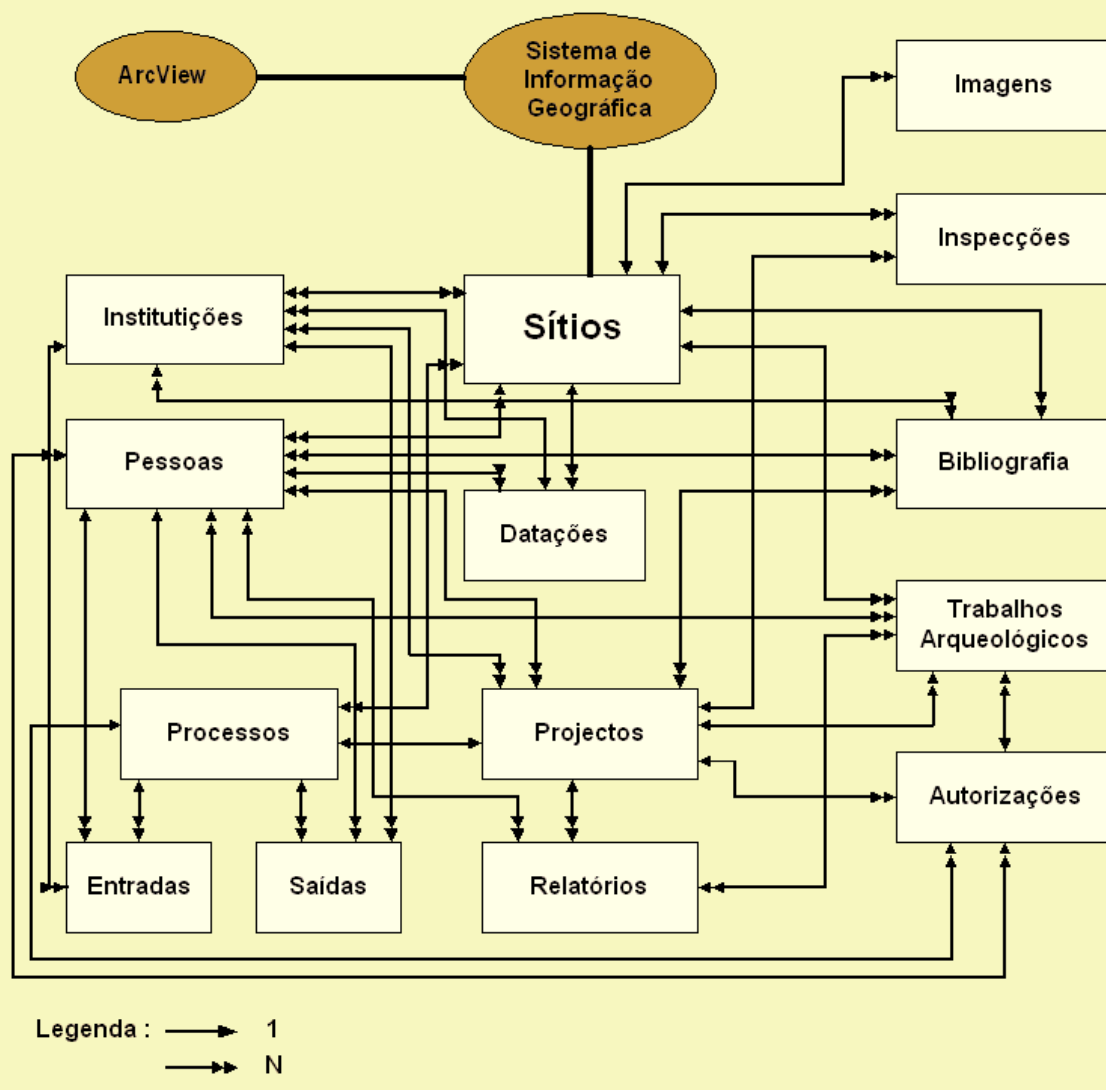 ArcView
Sistema de
Informação
Geográfica
Imagens
Inspecções
Institutições
Sítios
Pessoas
Bibliografia
Datações
Trabalhos
Arqueológicos
Processos
Projectos
Autorizações
Entradas
Saídas
Relatórios
Legenda : 1
N